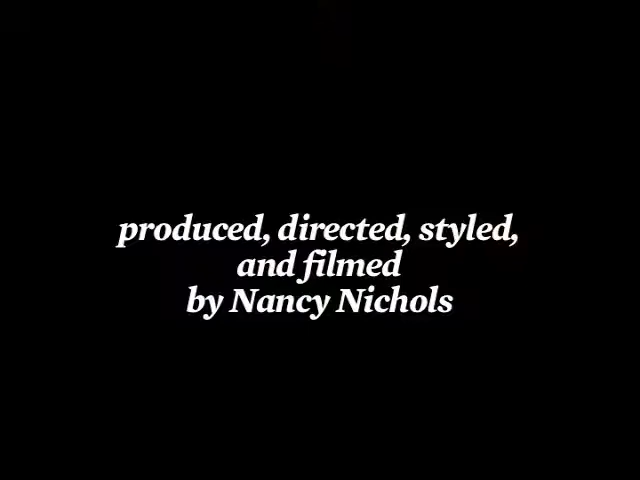 produced, directed, styled,
and filmed
by Nancy Nichols